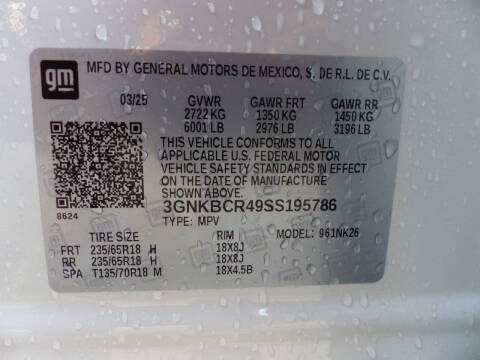 gm
MFD BY GENERAL MOTORS DE MEXICO, S. DE R.L. DE C.V.
03/25 GVWR GAWR FRT GAWR RR
2722 KG 1350 KG 1450 KG
6001 LB 2976 LB 3196 LB
THIS VEHICLE CONFORMS TO ALL
APPLICABLE U.S. FEDERAL MOTOR
VEHICLE SAFETY STANDARDS IN EFFECT
ON THE DATE OF MANUFACTURE
SHOWN ABOVE.
8624
3GNKBCR49SS195786
TYPE: MPV
TIRE SIZE RIM MODEL: 961NK26
FRT 235/65R18 H 18X8J
RR 235/65R18 H 18X8J
SPA T135/70R18 M 18X4.5B